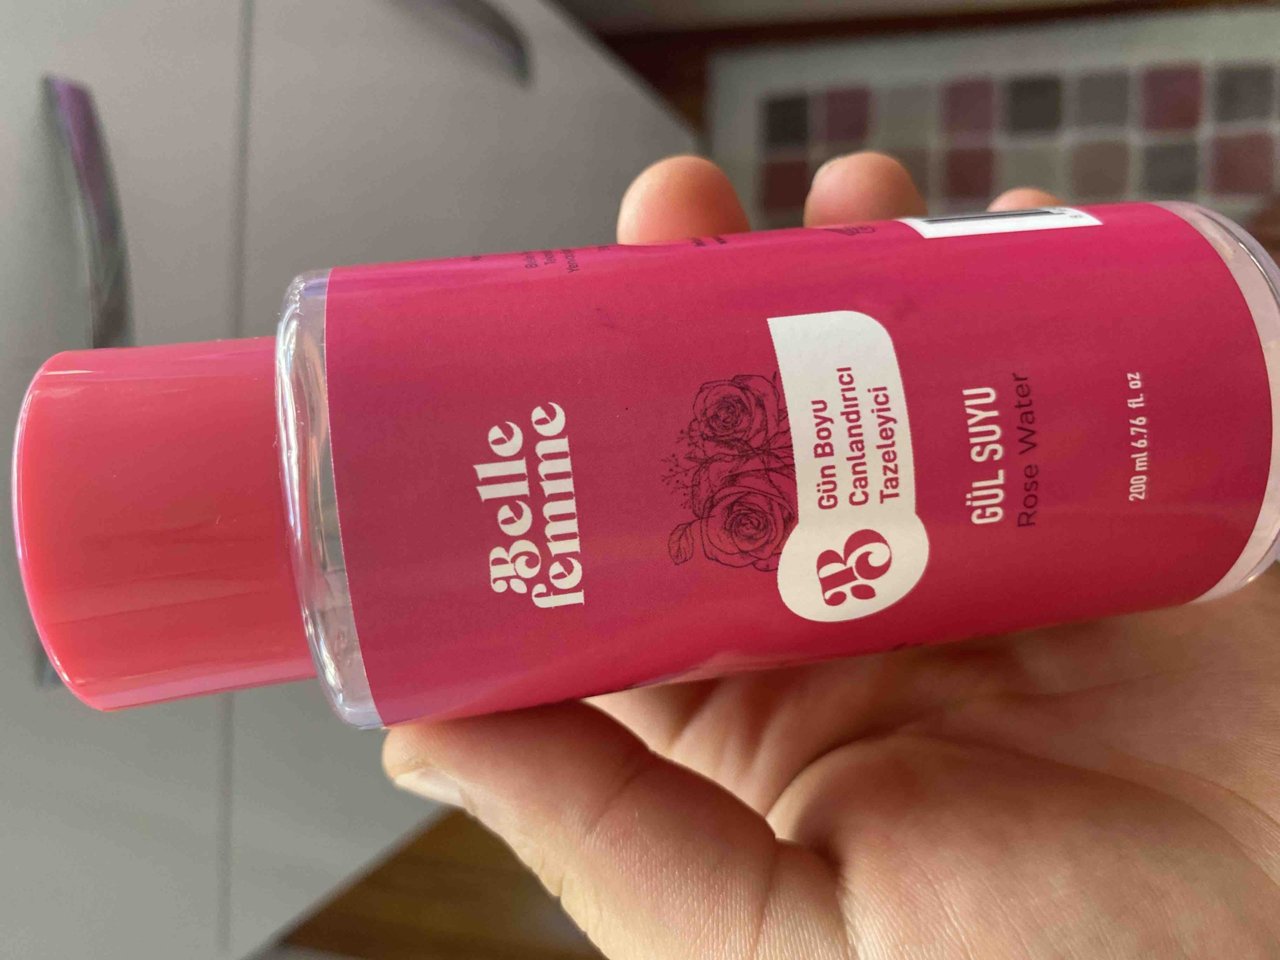 Belle
femme
Gün Boyu
Canlandırıcı
Tazeleyici
B
GÜL SUYU
Rose Water
200 ml 6.76 fl. oz